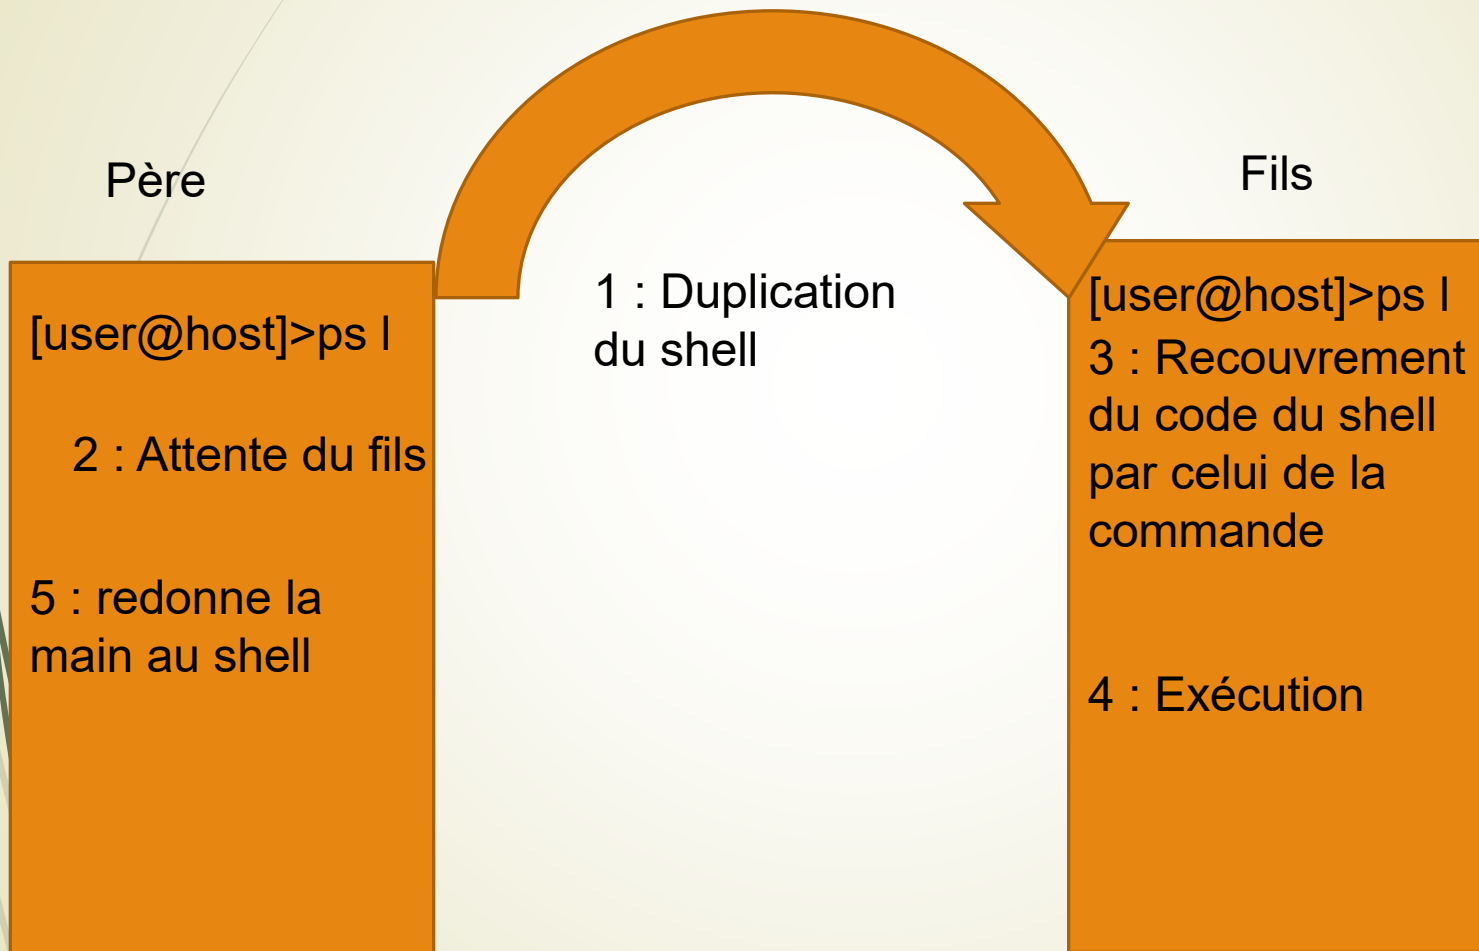 Père
[user@host]>ps l
2 : Attente du fils
5 : redonne la
main au shell
1 : Duplication
du shell
Fils
[user@host]>ps l
3 : Recouvrement
du code du shell
par celui de la
commande
4 : Exécution